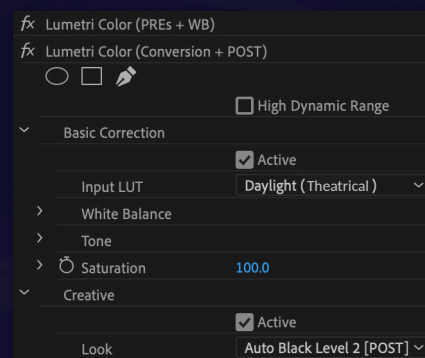 fx Lumetri Color (PREs + WB)
fx Lumetri Color (Conversion + POST)
High Dynamic Range
Basic Correction
Active
Input LUT Daylight (Theatrical)
White Balance
Tone
Saturation 100.0
Creative
Active
Look Auto Black Level 2 [POST]